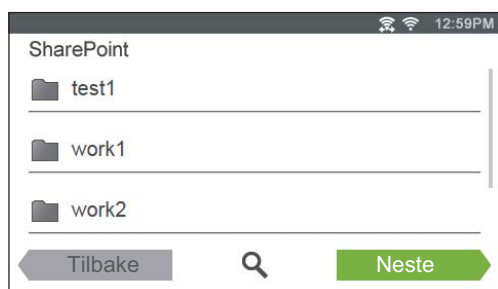 12:59PM
SharePoint
test1
work1
work2
Tilbake
Neste